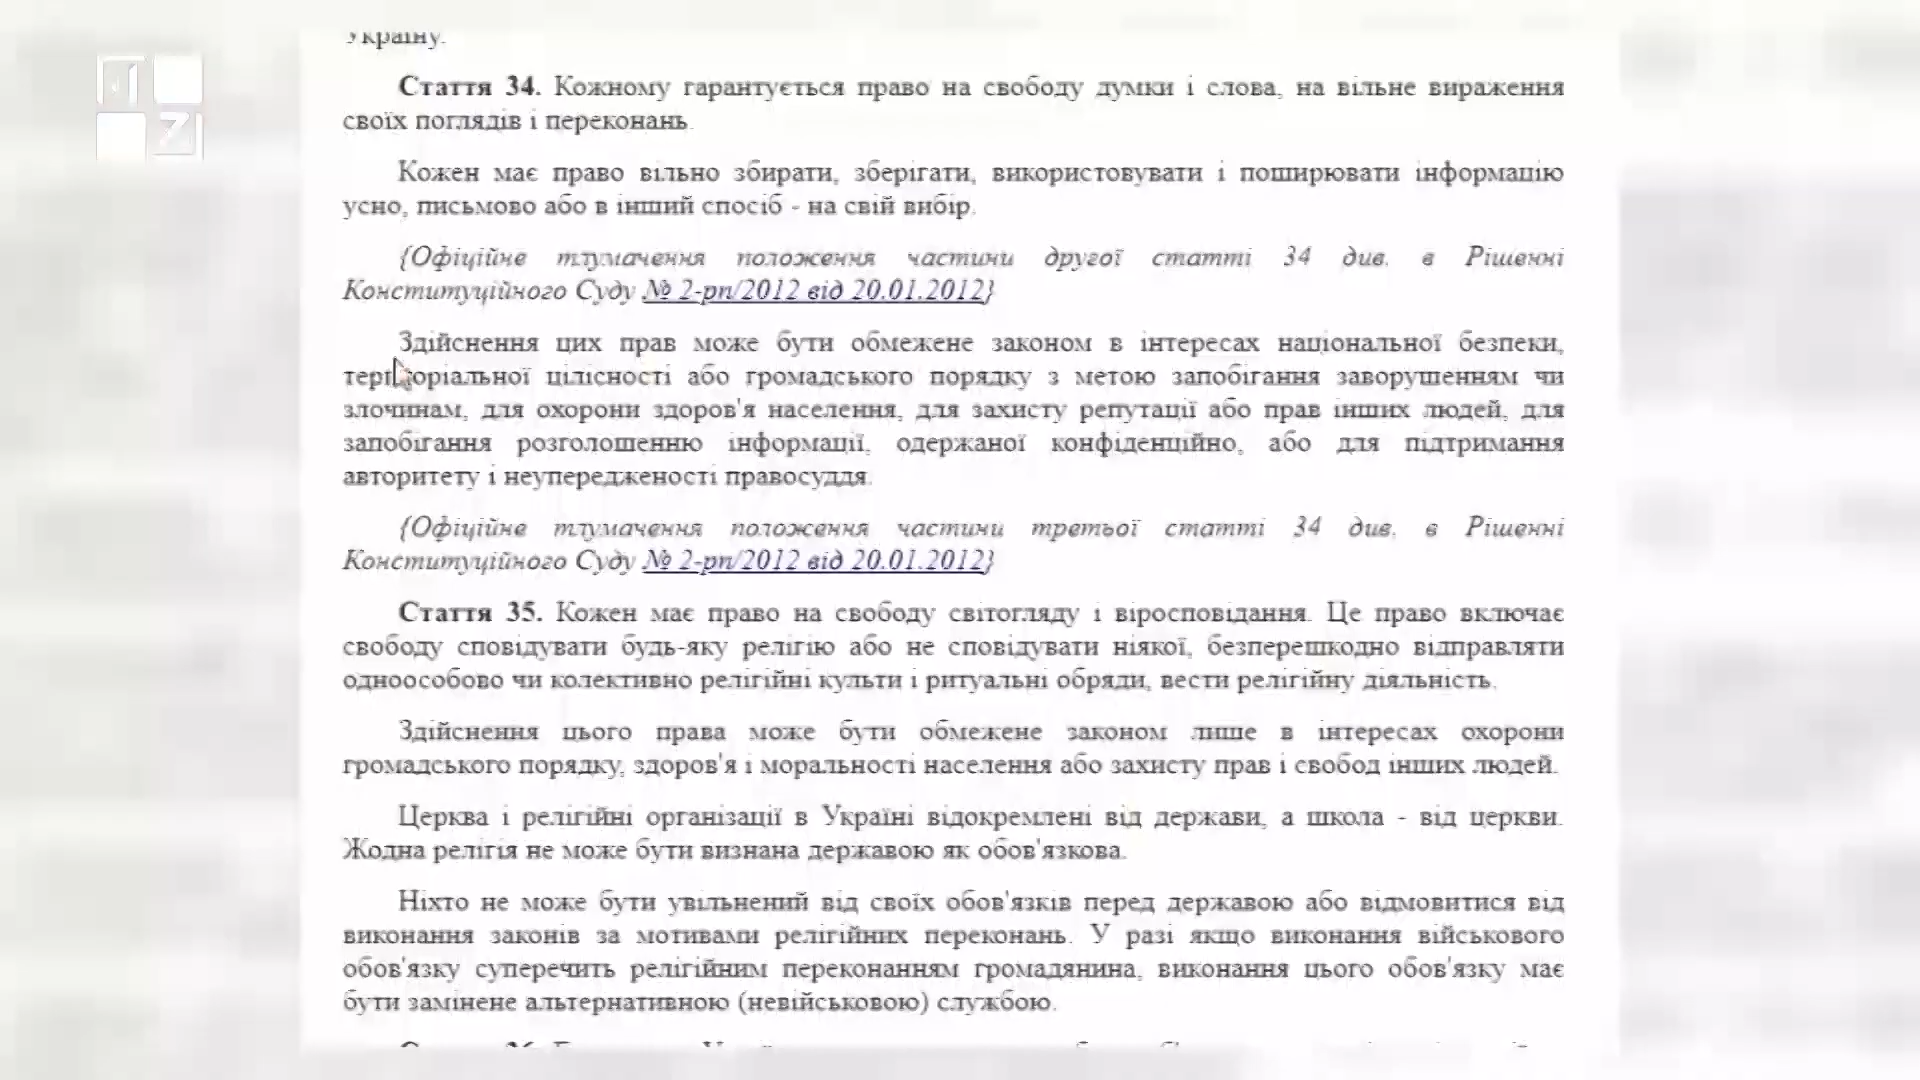 Україну.
Стаття 34. Кожному гарантується право на свободу думки і слова, на вільне вираження
своїх поглядів і переконань.
Кожен має право вільно збирати, зберігати, використовувати і поширювати інформацію
усно, письмово або в інший спосіб - на свій вибір.
{Офіційне тлумачення положення частини другої статті 34 див. в Рішенні
Конституційного Суду № 2-рп/2012 від 20.01.2012}
Здійснення цих прав може бути обмежене законом в інтересах національної безпеки,
територіальної цілісності або громадського порядку з метою запобігання заворушенням чи
злочинам, для охорони здоров'я населення, для захисту репутації або прав інших людей, для
запобігання розголошенню інформації, одержаної конфіденційно, або для підтримання
авторитету і неупередженості правосуддя.
{Офіційне тлумачення положення частини третьої статті 34 див. в Рішенні
Конституційного Суду № 2-рп/2012 від 20.01.2012}
Стаття 35. Кожен має право на свободу світогляду і віросповідання. Це право включає
свободу сповідувати будь-яку релігію або не сповідувати ніякої, безперешкодно відправляти
одноособово чи колективно релігійні культи і ритуальні обряди, вести релігійну діяльність.
Здійснення цього права може бути обмежене законом лише в інтересах охорони
громадського порядку, здоров'я і моральності населення або захисту прав і свобод інших людей.
Церква і релігійні організації в Україні відокремлені від держави, а школа - від церкви.
Жодна релігія не може бути визнана державою як обов'язкова.
Ніхто не може бути увільнений від своїх обов'язків перед державою або відмовитися від
виконання законів за мотивами релігійних переконань. У разі якщо виконання військового
обов'язку суперечить релігійним переконанням громадянина, виконання цього обов'язку має
бути замінене альтернативною (невійськовою) службою.